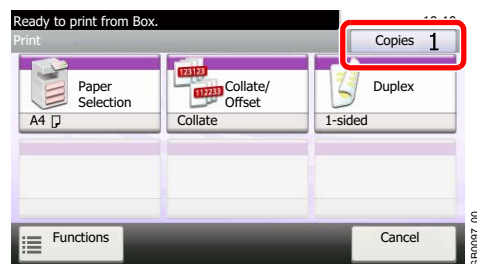 Ready to print from Box.
Print
Copies 1
Paper
Selection
A4
123123
112233
Collate/
Offset
Collate
Duplex
1-sided
Functions
Cancel